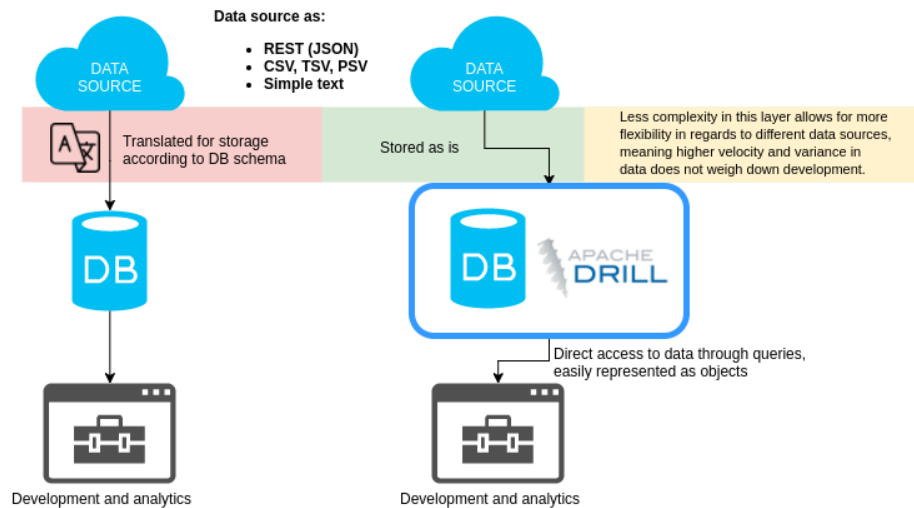 Data source as:
• REST (JSON)
• CSV, TSV, PSV
• Simple text
DATA
SOURCE
DATA
SOURCE
A
文
Translated for storage
according to DB schema
Stored as is
Less complexity in this layer allows for more
flexibility in regards to different data sources,
meaning higher velocity and variance in
data does not weigh down development.
DB
DB
APACHE
DRILL
Direct access to data through queries,
easily represented as objects
Development and analytics
Development and analytics